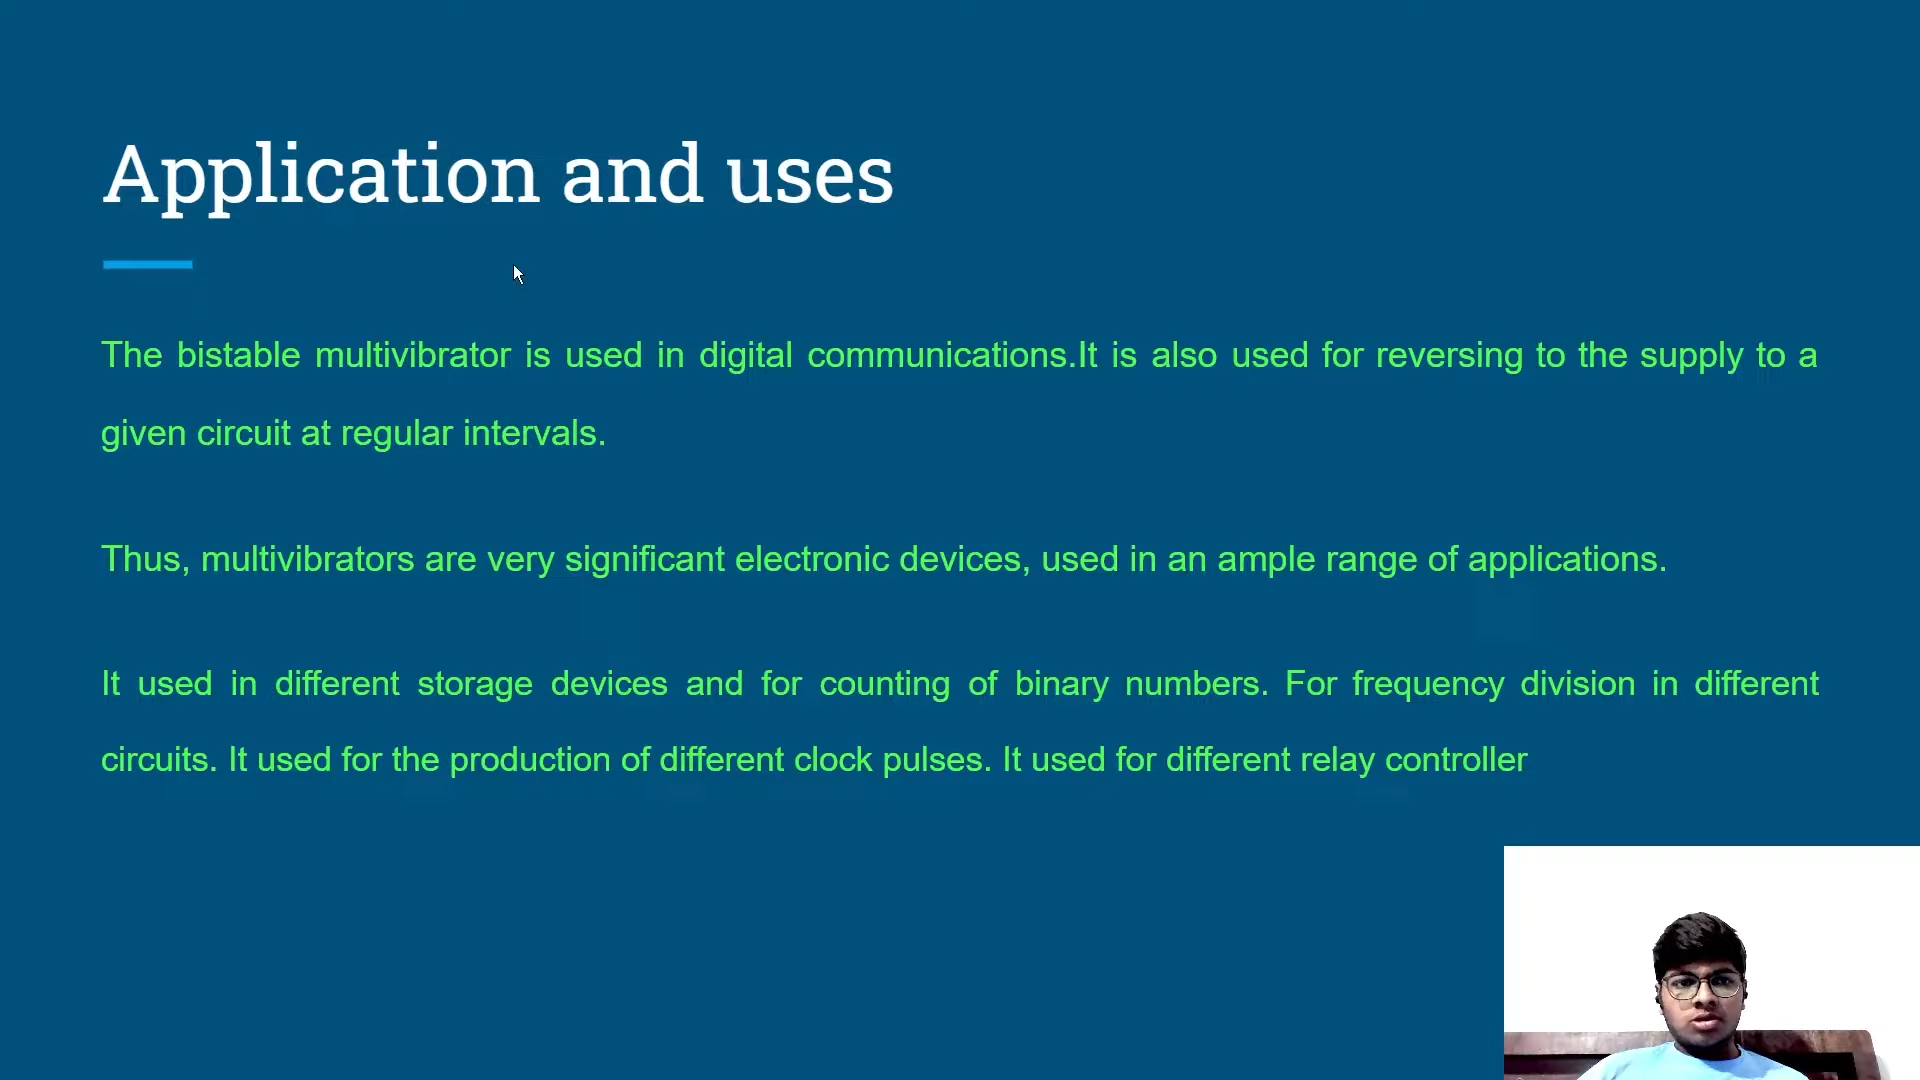 Application and uses
The bistable multivibrator is used in digital communications.It is also used for reversing to the supply to a
given circuit at regular intervals.
Thus, multivibrators are very significant electronic devices, used in an ample range of applications.
It used in different storage devices and for counting of binary numbers. For frequency division in different
circuits. It used for the production of different clock pulses. It used for different relay controller